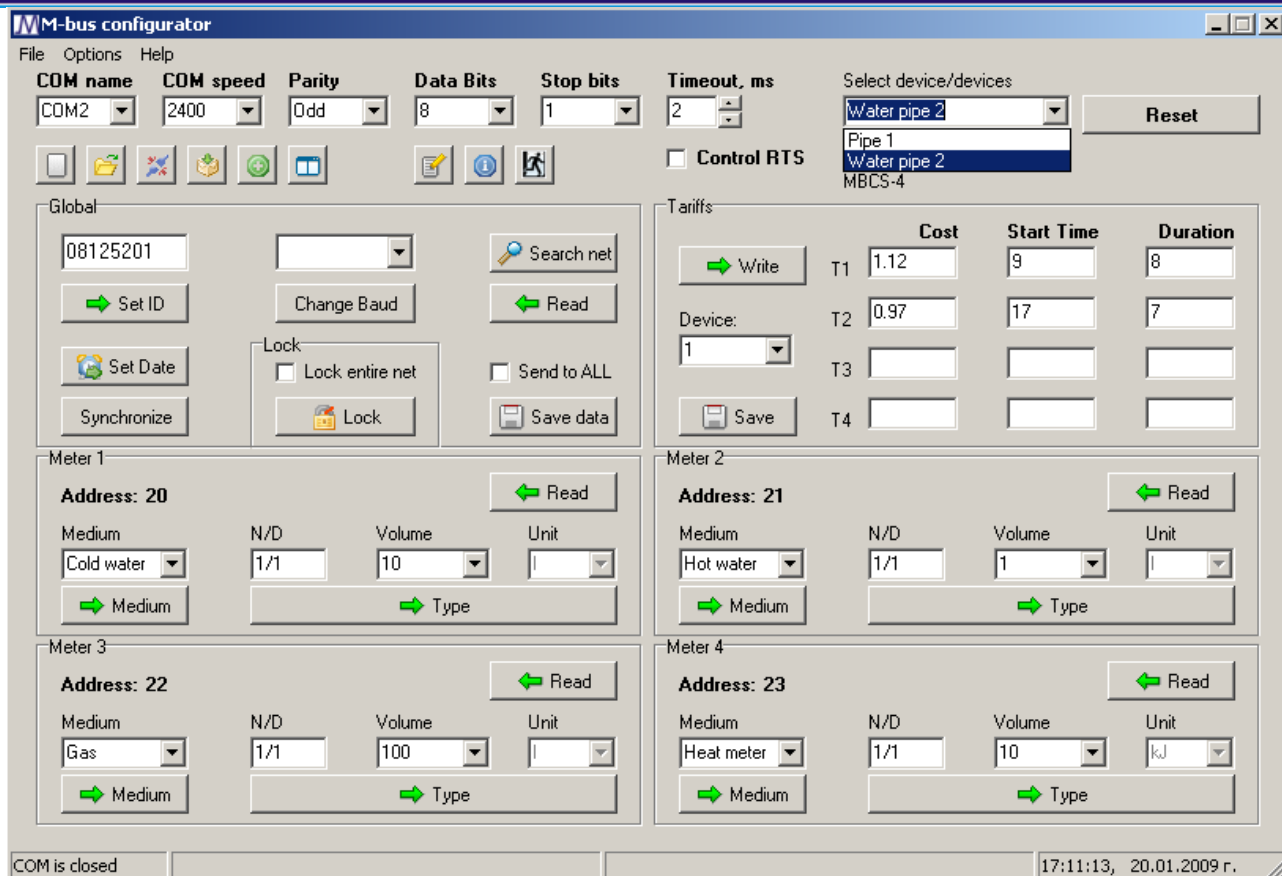 M-bus configurator
File Options Help
COM name COM speed Parity Data Bits Stop bits Timeout, ms Select device/devices
COM2 2400 Odd 8 1 2 Water pipe 2 Reset
Pipe 1
Control RTS Water pipe 2
MBCS-4
Global Tariffs
Cost Start Time Duration
08125201 Search net Write T1 1.12 9 8
Set ID Change Baud Read Device: T2 0.97 17 7
Lock 1
Set Date Lock entire net Send to ALL T3
Synchronize Lock Save data Save T4
Meter 1 Meter 2
Address: 20 Read Address: 21 Read
Medium N/D Volume Unit Medium N/D Volume Unit
Cold water 1/1 10 l Hot water 1/1 1 l
Medium Type Medium Type
Meter 3 Meter 4
Address: 22 Read Address: 23 Read
Medium N/D Volume Unit Medium N/D Volume Unit
Gas 1/1 100 l Heat meter 1/1 10 kJ
Medium Type Medium Type
COM is closed 17:11:13, 20.01.2009 г.